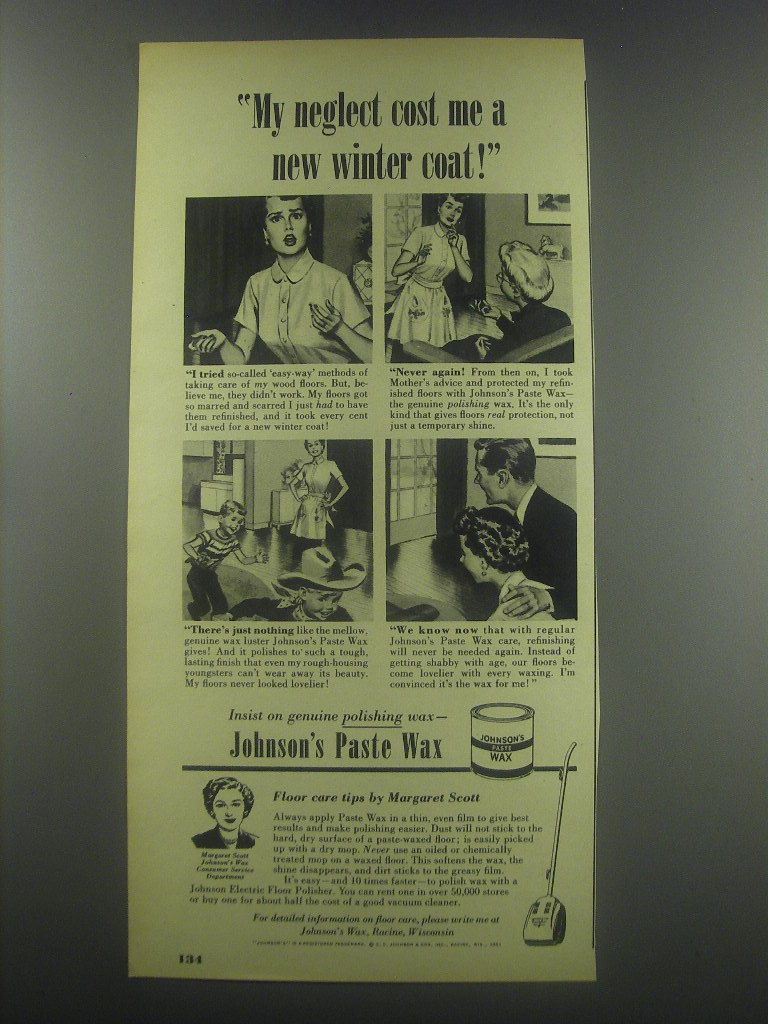 "My neglect cost me a
new winter coat!"
"I tried so-called 'easy-way' methods of
taking care of my wood floors. But, be-
lieve me, they didn't work. My floors got
so marred and scarred I just had to have
them refinished, and it took every cent
I'd saved for a new winter coat!
"Never again! From then on, I took
Mother's advice and protected my refin-
ished floors with Johnson's Paste Wax—
the genuine polishing wax. It's the only
kind that gives floors real protection, not
just a temporary shine.
"There's just nothing like the mellow,
genuine wax luster Johnson's Paste Wax
gives! And it polishes to such a tough,
lasting finish that even my rough-housing
youngsters can't wear away its beauty.
My floors never looked lovelier!
"We know now that with regular
Johnson's Paste Wax care, refinishing
will never be needed again. Instead of
getting shabby with age, our floors be-
come lovelier with every waxing. I'm
convinced it's the wax for me!"
Insist on genuine polishing wax—
Johnson's Paste Wax
JOHNSON'S
PASTE
WAX
Floor care tips by Margaret Scott
Always apply Paste Wax in a thin, even film to give best
results and make polishing easier. Dust will not stick to the
hard, dry surface of a paste-waxed floor; is easily picked
up with a dry mop. Never use an oiled or chemically
treated mop on a waxed floor. This softens the wax, the
shine disappears, and dirt sticks to the greasy film.
It's easy—and 10 times faster—to polish wax with a
Johnson Electric Floor Polisher. You can rent one in over 50,000 stores
or buy one for about half the cost of a good vacuum cleaner.
Margaret Scott
Johnson's Wax
Consumer Service
Department
For detailed information on floor care, please write me at
Johnson's Wax, Racine, Wisconsin
"JOHNSON'S" IS A REGISTERED TRADEMARK. © S. C. JOHNSON & SON, INC., RACINE, WIS., 1951
134